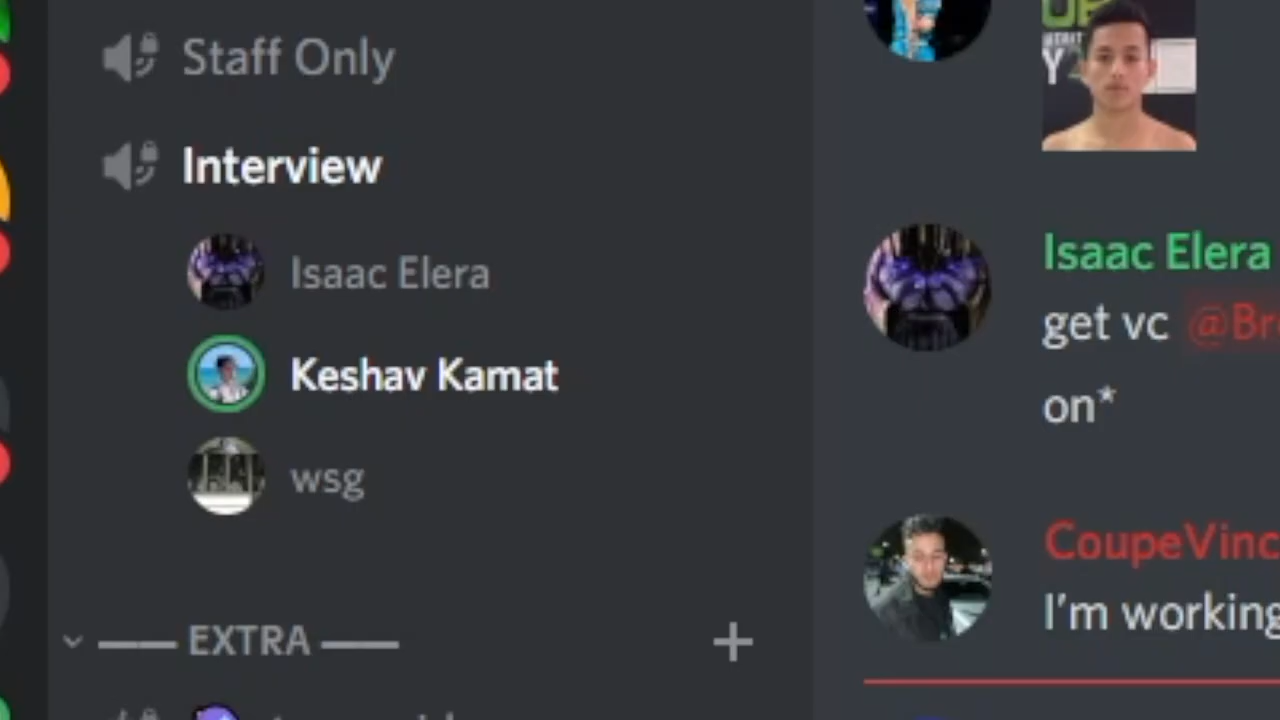 Staff Only
Interview
Isaac Elera
Keshav Kamat
wsg
EXTRA
Y
Isaac Elera
get vc @Br
on*
CoupeVinc
I'm working